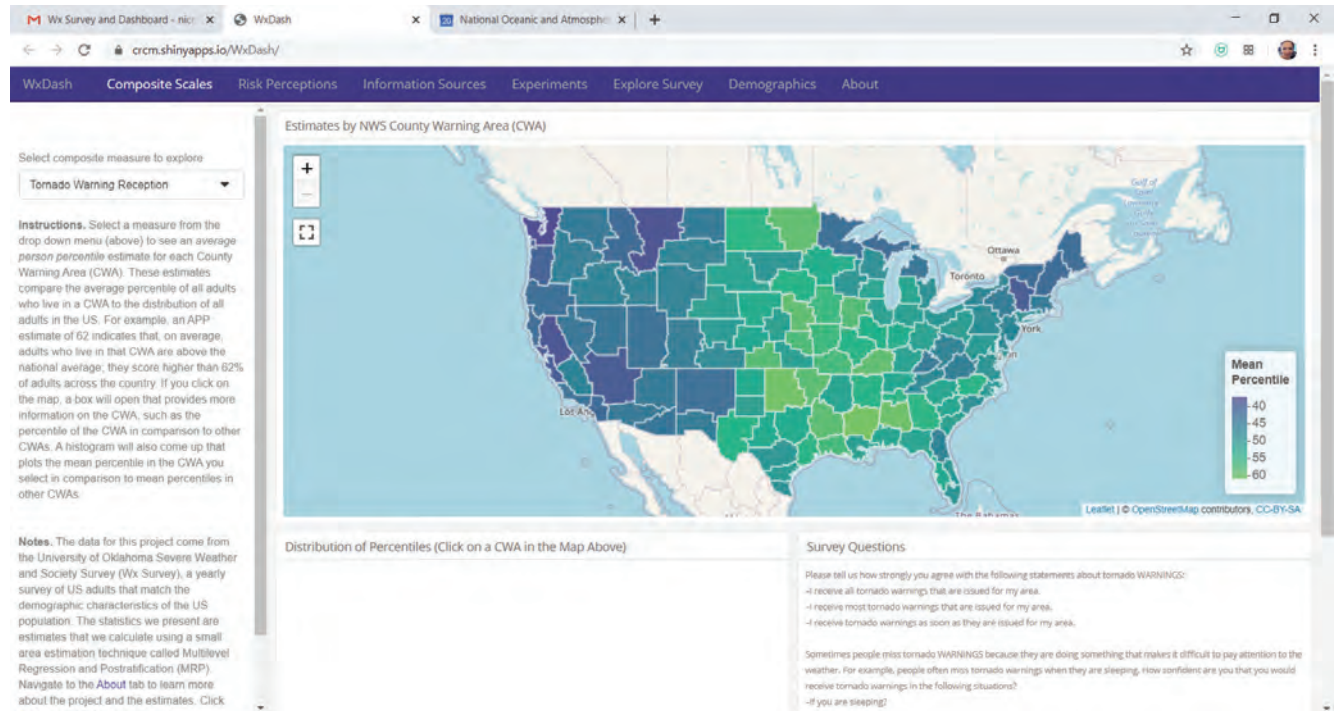 Wx Survey and Dashboard - nic
WxDash
National Oceanic and Atmosphe
crcm.shinyapps.io/WxDash/
WxDash Composite Scales Risk Perceptions Information Sources Experiments Explore Survey Demographics About
Select composite measure to explore
Tornado Warning Reception
Instructions. Select a measure from the
drop down menu (above) to see an average
person percentile estimate for each County
Warning Area (CWA). These estimates
compare the average percentile of all adults
who live in a CWA to the distribution of all
adults in the US. For example, an APP
estimate of 62 indicates that, on average,
adults who live in that CWA are above the
national average; they score higher than 62%
of adults across the country. If you click on
the map, a box will open that provides more
information on the CWA, such as the
percentile of the CWA in comparison to other
CWAs. A histogram will also come up that
plots the mean percentile in the CWA you
select in comparison to mean percentiles in
other CWAs.
Notes. The data for this project come from
the University of Oklahoma Severe Weather
and Society Survey (Wx Survey), a yearly
survey of US adults that match the
demographic characteristics of the US
population. The statistics we present are
estimates that we calculate using a small
area estimation technique called Multilevel
Regression and Postratification (MRP).
Navigate to the About tab to learn more
about the project and the estimates. Click
Estimates by NWS County Warning Area (CWA)
+
Gulf of
Ottawa
Toronto
York
Los Ang
The Bahamas
Mean
Percentile
40
45
50
55
60
Leaflet | © OpenStreetMap contributors, CC-BY-SA
Distribution of Percentiles (Click on a CWA in the Map Above)
Survey Questions
Please tell us how strongly you agree with the following statements about tornado WARNINGS:
-I receive all tornado warnings that are issued for my area.
-I receive most tornado warnings that are issued for my area.
-I receive tornado warnings as soon as they are issued for my area.
Sometimes people miss tornado WARNINGS because they are doing something that makes it difficult to pay attention to the
weather. For example, people often miss tornado warnings when they are sleeping. How confident are you that you would
receive tornado warnings in the following situations?
-If you are sleeping?